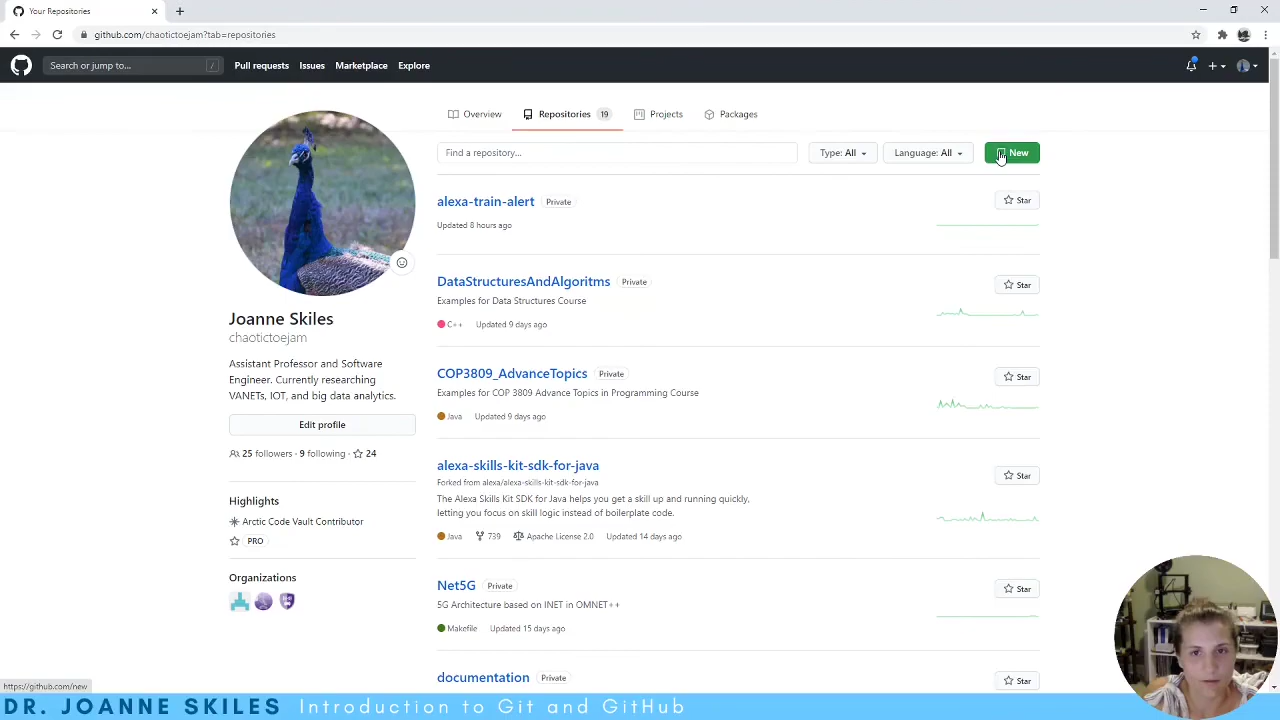 Your Repositories
github.com/chaotictoejam?tab=repositories
Search or jump to... /
Pull requests Issues Marketplace Explore
Overview Repositories 19 Projects Packages
Find a repository... Type: All Language: All New
alexa-train-alert Private Star
Updated 8 hours ago
DataStructuresAndAlgoritms Private Star
Examples for Data Structures Course
C++ Updated 9 days ago
COP3809_AdvanceTopics Private Star
Examples for COP 3809 Advance Topics in Programming Course
Java Updated 9 days ago
alexa-skills-kit-sdk-for-java Star
Forked from alexa/alexa-skills-kit-sdk-for-java
The Alexa Skills Kit SDK for Java helps you get a skill up and running quickly,
letting you focus on skill logic instead of boilerplate code.
Java 739 Apache License 2.0 Updated 14 days ago
Net5G Private Star
5G Architecture based on INET in OMNET++
Makefile Updated 15 days ago
documentation Private Star
Joanne Skiles
chaotictoejam
Assistant Professor and Software
Engineer. Currently researching
VANETs, IOT, and big data analytics.
Edit profile
25 followers · 9 following · 24
Highlights
Arctic Code Vault Contributor
PRO
Organizations
https://github.com/new
DR. JOANNE SKILES Introduction to Git and GitHub